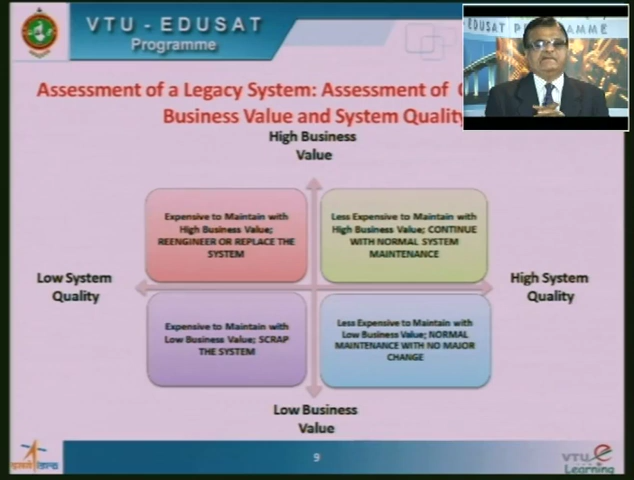 VTU - EDUSAT
Programme
EDUSAT PROGRAMME
Assessment of a Legacy System: Assessment of
Business Value and System Quality
High Business
Value
Expensive to Maintain with
High Business Value;
REENGINEER OR REPLACE THE
SYSTEM
Less Expensive to Maintain with
High Business Value; CONTINUE
WITH NORMAL SYSTEM
MAINTENANCE
Low System
Quality
High System
Quality
Expensive to Maintain with
Low Business Value; SCRAP
THE SYSTEM
Less Expensive to Maintain with
Low Business Value; NORMAL
MAINTENANCE WITH NO MAJOR
CHANGE
Low Business
Value
9
VTU e
Learning